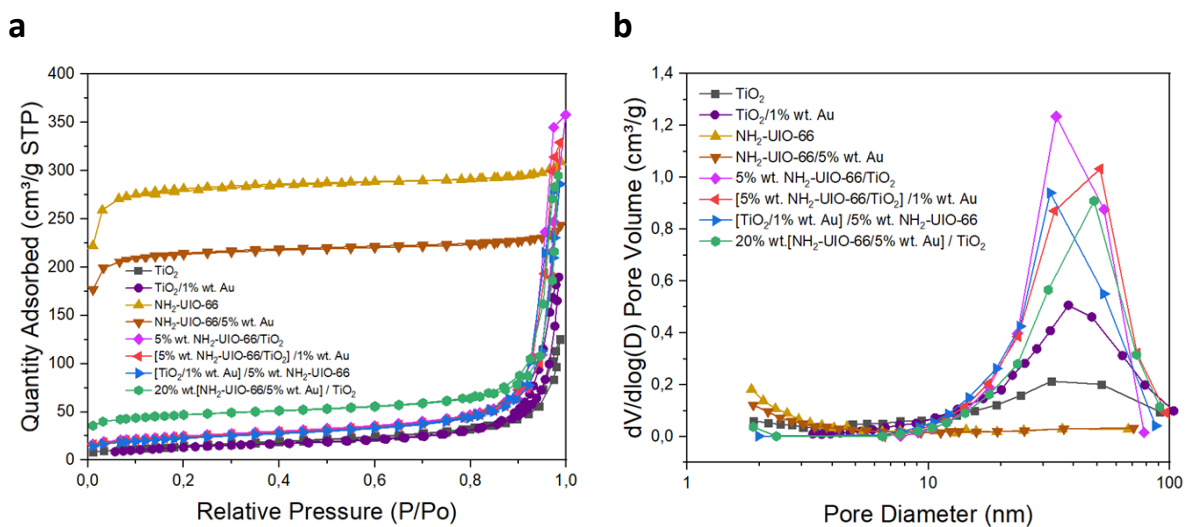 a
400
350
300
250
200
150
100
50
0
Quantity Adsorbed (cm³/g STP)
TiO₂
TiO₂/1% wt. Au
NH₂-UIO-66
NH₂-UIO-66/5% wt. Au
5% wt. NH₂-UIO-66/TiO₂
[5% wt. NH₂-UIO-66/TiO₂] /1% wt. Au
[TiO₂/1% wt. Au] /5% wt. NH₂-UIO-66
20% wt.[NH₂-UIO-66/5% wt. Au] / TiO₂
0,0 0,2 0,4 0,6 0,8 1,0
Relative Pressure (P/Po)
b
1,4
1,2
1,0
0,8
0,6
0,4
0,2
0,0
dV/dlog(D) Pore Volume (cm³/g)
TiO₂
TiO₂/1% wt. Au
NH₂-UIO-66
NH₂-UIO-66/5% wt. Au
5% wt. NH₂-UIO-66/TiO₂
[5% wt. NH₂-UIO-66/TiO₂] /1% wt. Au
[TiO₂/1% wt. Au] /5% wt. NH₂-UIO-66
20% wt.[NH₂-UIO-66/5% wt. Au] / TiO₂
1 10 100
Pore Diameter (nm)